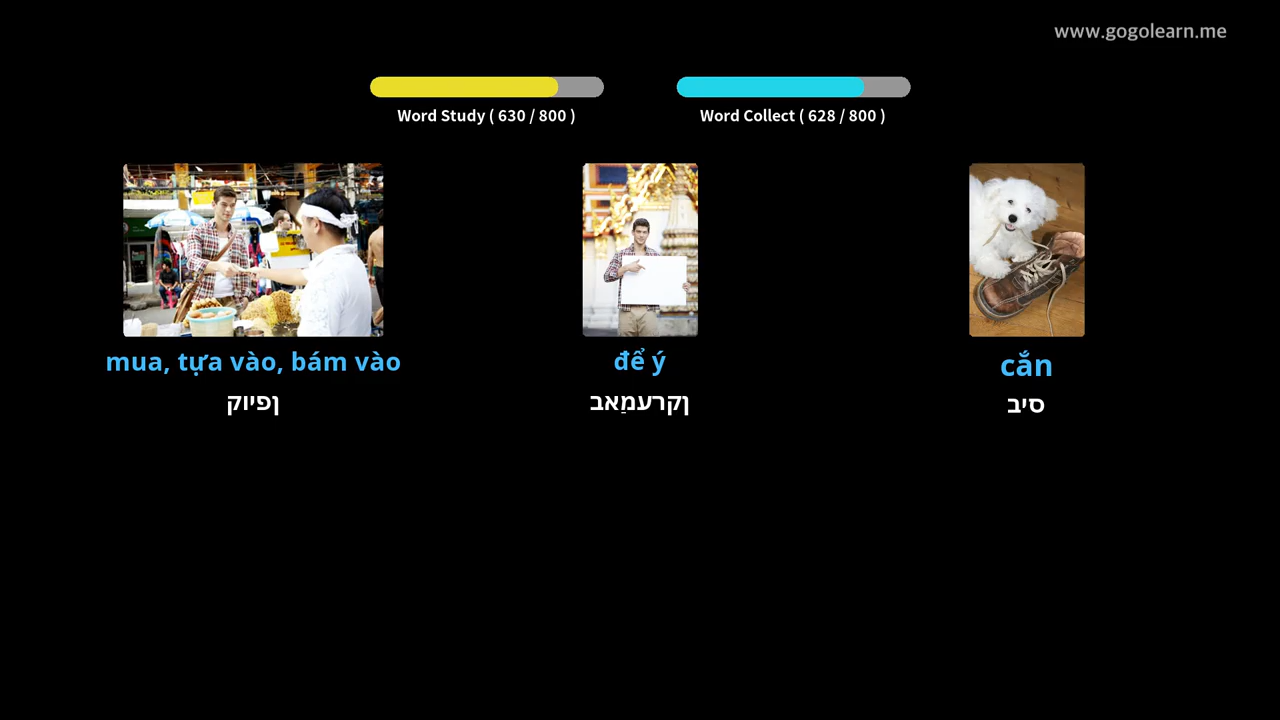 www.gogolearn.me
Word Study ( 630 / 800 )
Word Collect ( 628 / 800 )
mua, tựa vào, bám vào
קויפן
để ý
באַמערקן
cắn
ביס